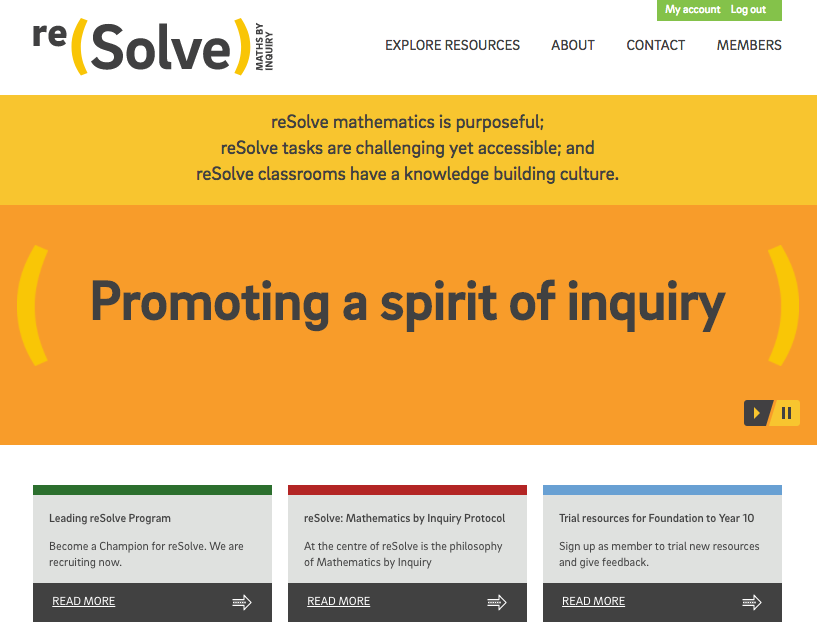 My account Log out
re(Solve) MATHS BY
INQUIRY
EXPLORE RESOURCES ABOUT CONTACT MEMBERS
reSolve mathematics is purposeful;
reSolve tasks are challenging yet accessible; and
reSolve classrooms have a knowledge building culture.
(Promoting a spirit of inquiry)
Leading reSolve Program
Become a Champion for reSolve. We are
recruiting now.
READ MORE
reSolve: Mathematics by Inquiry Protocol
At the centre of reSolve is the philosophy
of Mathematics by Inquiry
READ MORE
Trial resources for Foundation to Year 10
Sign up as member to trial new resources
and give feedback.
READ MORE